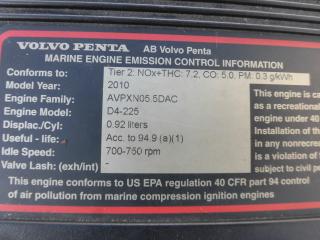 VOLVO PENTA AB Volvo Penta
MARINE ENGINE EMISSION CONTROL INFORMATION
Conforms to: Tier 2: NOx+THC: 7.2, CO: 5.0, PM: 0.3 g/kWh
Model Year: 2010
Engine Family: AVPXN05.5DAC
Engine Model: D4-225
Displac./Cyl: 0.92 liters
Useful - life: Acc. to 94.9 (a)(1)
Idle Speed: 700-750 rpm
Valve Lash: (exh/int) -
This engine conforms to US EPA regulation 40 CFR part 94 control
of air pollution from marine compression ignition engines
This engine is ca
as a recreational
engine under 40
Installation of th
in any nonrecrea
is a violation of
subject to civil pe